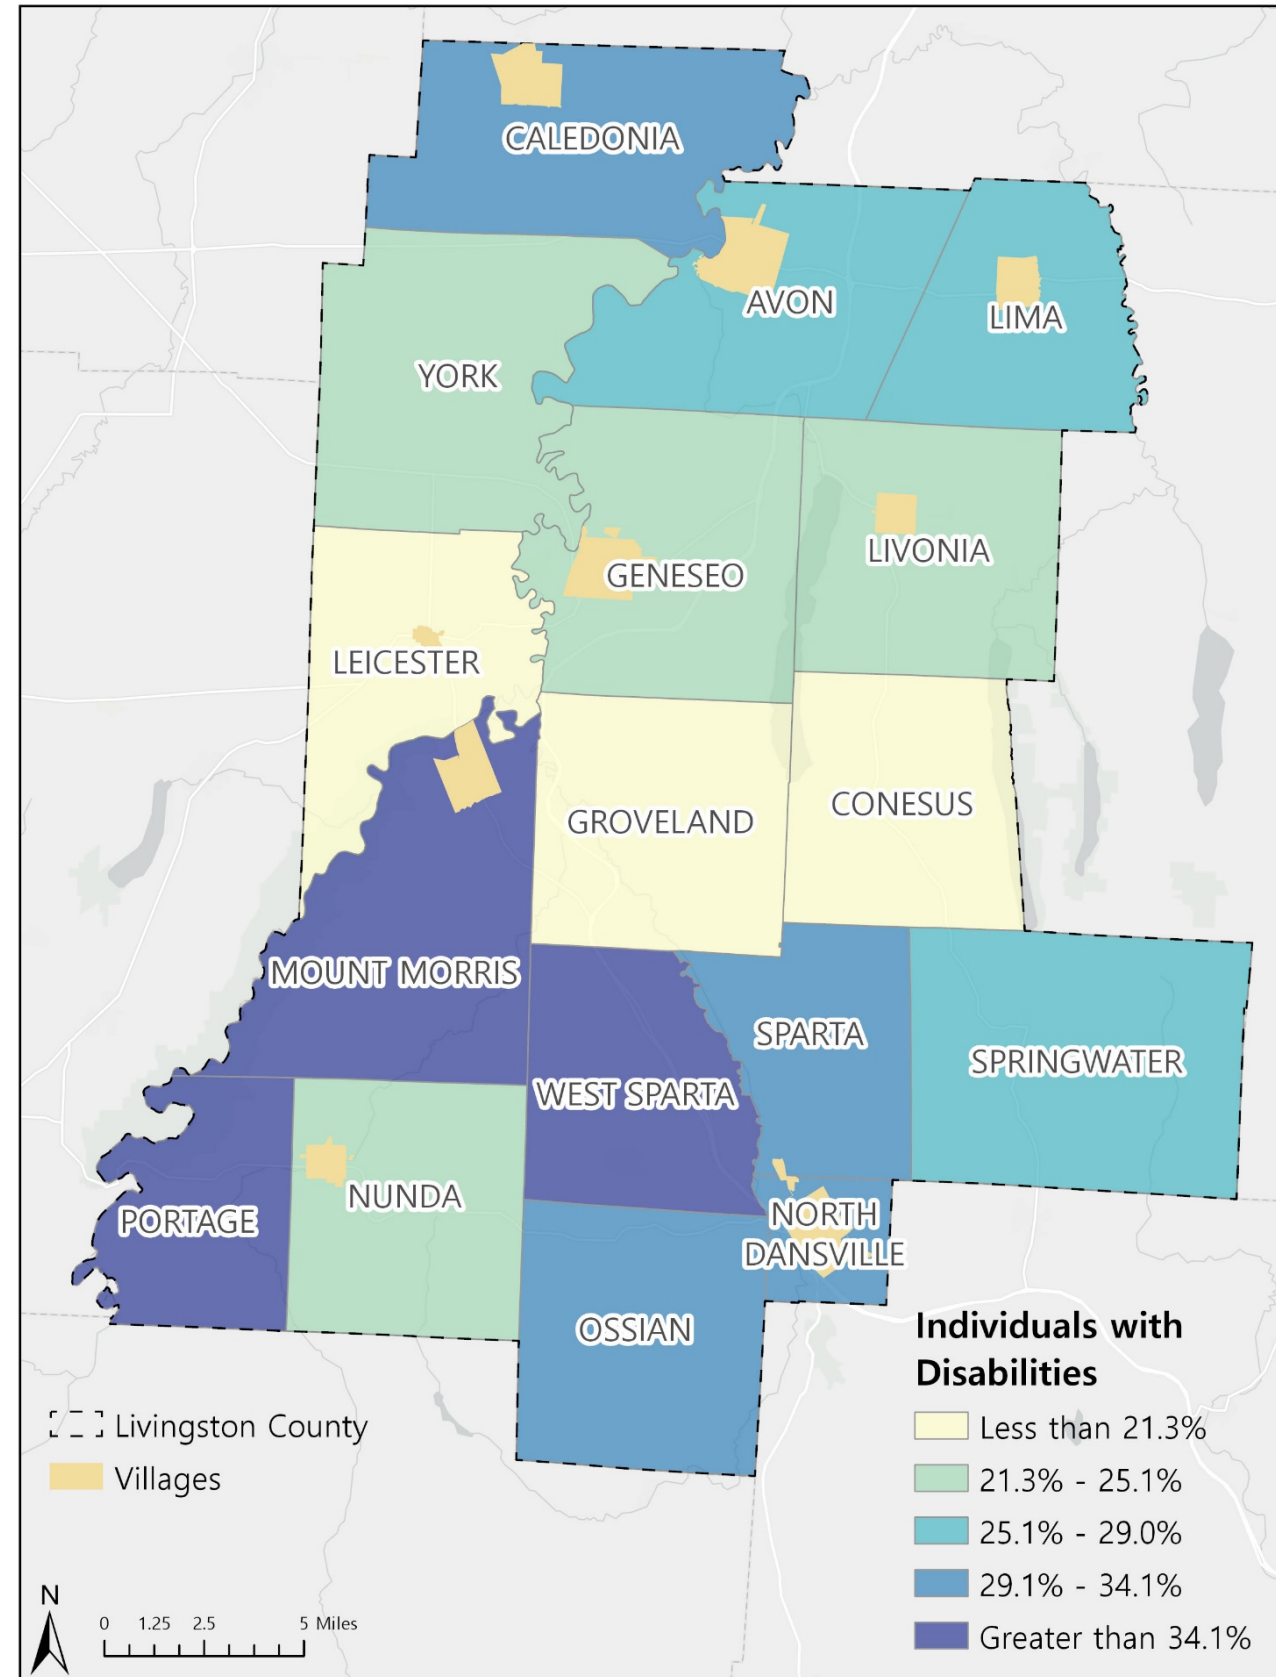 CALEDONIA
AVON
LIMA
YORK
LIVONIA
GENESEO
LEICESTER
CONESUS
GROVELAND
MOUNT MORRIS
SPARTA
SPRINGWATER
WEST SPARTA
NUNDA
PORTAGE
NORTH
DANSVILLE
OSSIAN
Individuals with
Disabilities
Less than 21.3%
21.3% - 25.1%
25.1% - 29.0%
29.1% - 34.1%
Greater than 34.1%
Livingston County
Villages
N
0 1.25 2.5 5 Miles